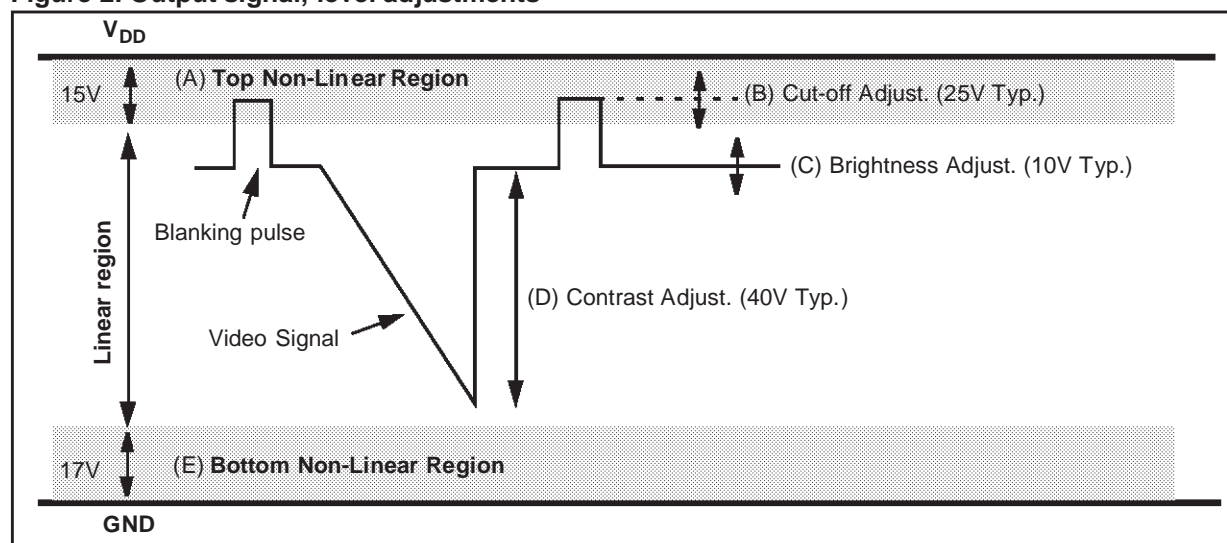 Figure 2. Output signal, level adjustments
VDD
15V
(A) Top Non-Linear Region
(B) Cut-off Adjust. (25V Typ.)
(C) Brightness Adjust. (10V Typ.)
Blanking pulse
Linear region
(D) Contrast Adjust. (40V Typ.)
Video Signal
17V
(E) Bottom Non-Linear Region
GND